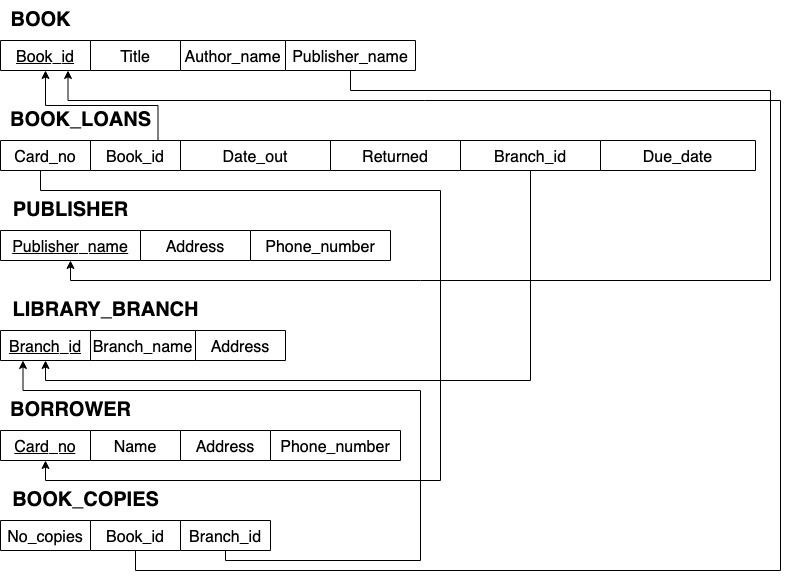 BOOK
Book_id Title Author_name Publisher_name
BOOK_LOANS
Card_no Book_id Date_out Returned Branch_id Due_date
PUBLISHER
Publisher_name Address Phone_number
LIBRARY_BRANCH
Branch_id Branch_name Address
BORROWER
Card_no Name Address Phone_number
BOOK_COPIES
No_copies Book_id Branch_id